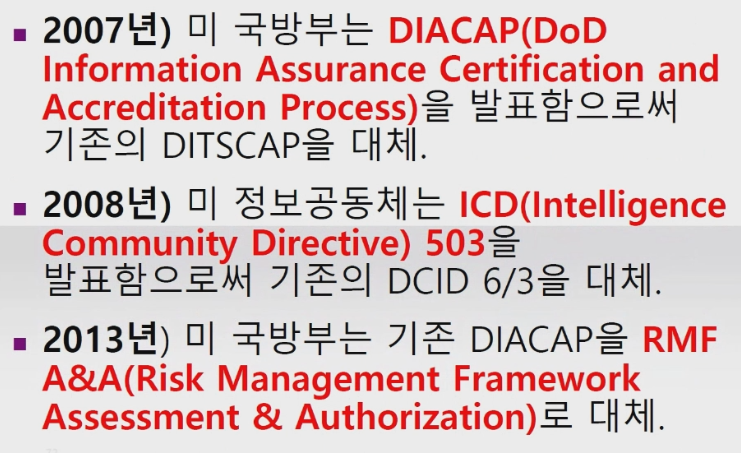 ■ 2007년) 미 국방부는 DIACAP(DoD
Information Assurance Certification and
Accreditation Process)을 발표함으로써
기존의 DITSCAP을 대체.
■ 2008년) 미 정보공동체는 ICD(Intelligence
Community Directive) 503을
발표함으로써 기존의 DCID 6/3을 대체.
■ 2013년) 미 국방부는 기존 DIACAP을 RMF
A&A(Risk Management Framework
Assessment & Authorization)로 대체.